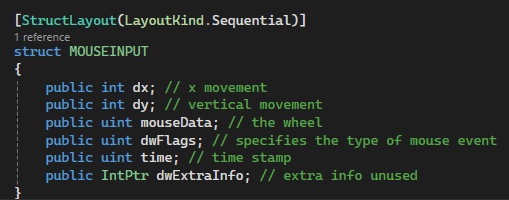 [StructLayout(LayoutKind.Sequential)]
1 reference
struct MOUSEINPUT
{
public int dx; // x movement
public int dy; // vertical movement
public uint mouseData; // the wheel
public uint dwFlags; // specifies the type of mouse event
public uint time; // time stamp
public IntPtr dwExtraInfo; // extra info unused
}